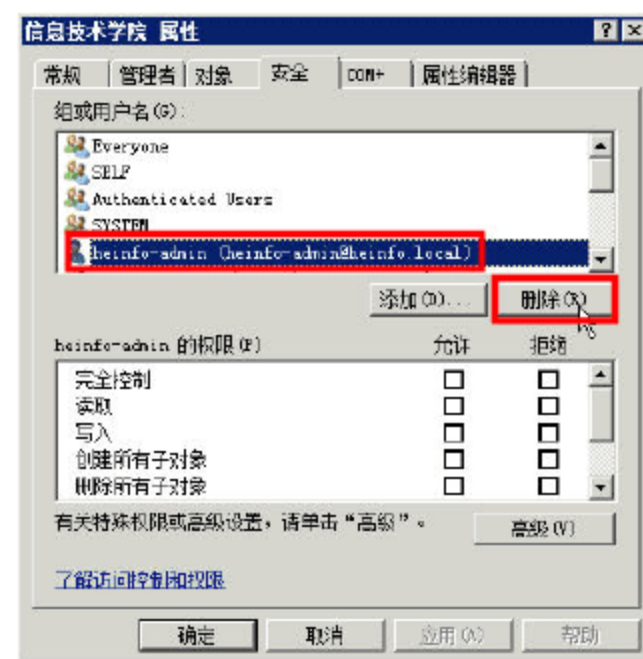 信息技术学院 属性
常规 管理者 对象 安全 COM+ 属性编辑器
组或用户名(G):
Everyone
SELF
Authenticated Users
SYSTEM
heinfo-admin (heinfo-admin@heinfo.local)
添加(D)... 删除(R)
heinfo-admin 的权限(P) 允许 拒绝
完全控制
读取
写入
创建所有子对象
删除所有子对象
有关特殊权限或高级设置，请单击“高级”。 高级(V)
了解访问控制和权限
确定 取消 应用(A) 帮助